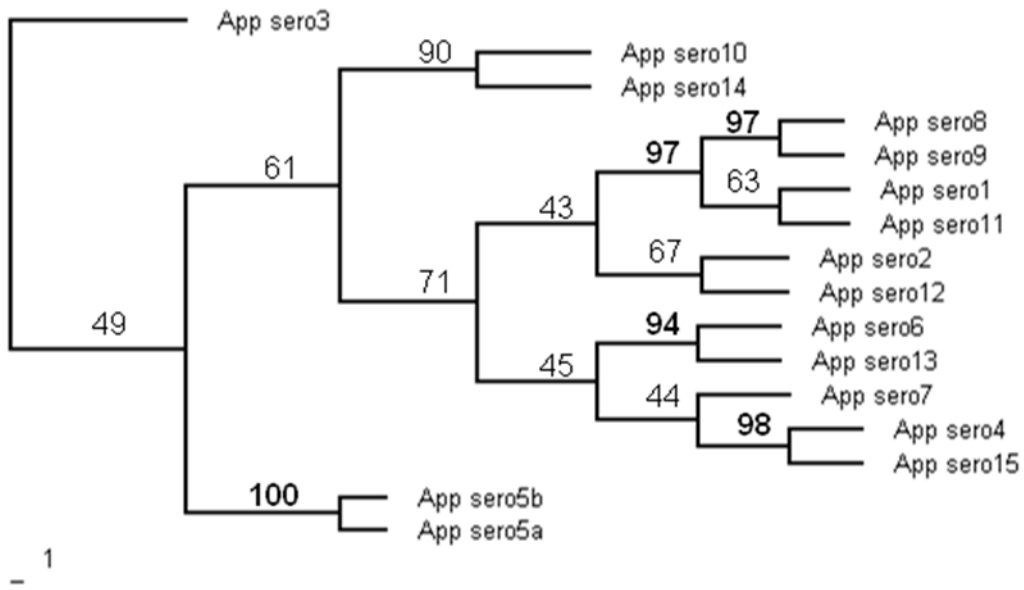 App sero3
90
App sero10
App sero14
97
App sero8
97
App sero9
61
63
App sero1
43
App sero11
67
App sero2
71
App sero12
49
94
App sero6
45
App sero13
44
App sero7
98
App sero4
App sero15
100
App sero5b
App sero5a
1